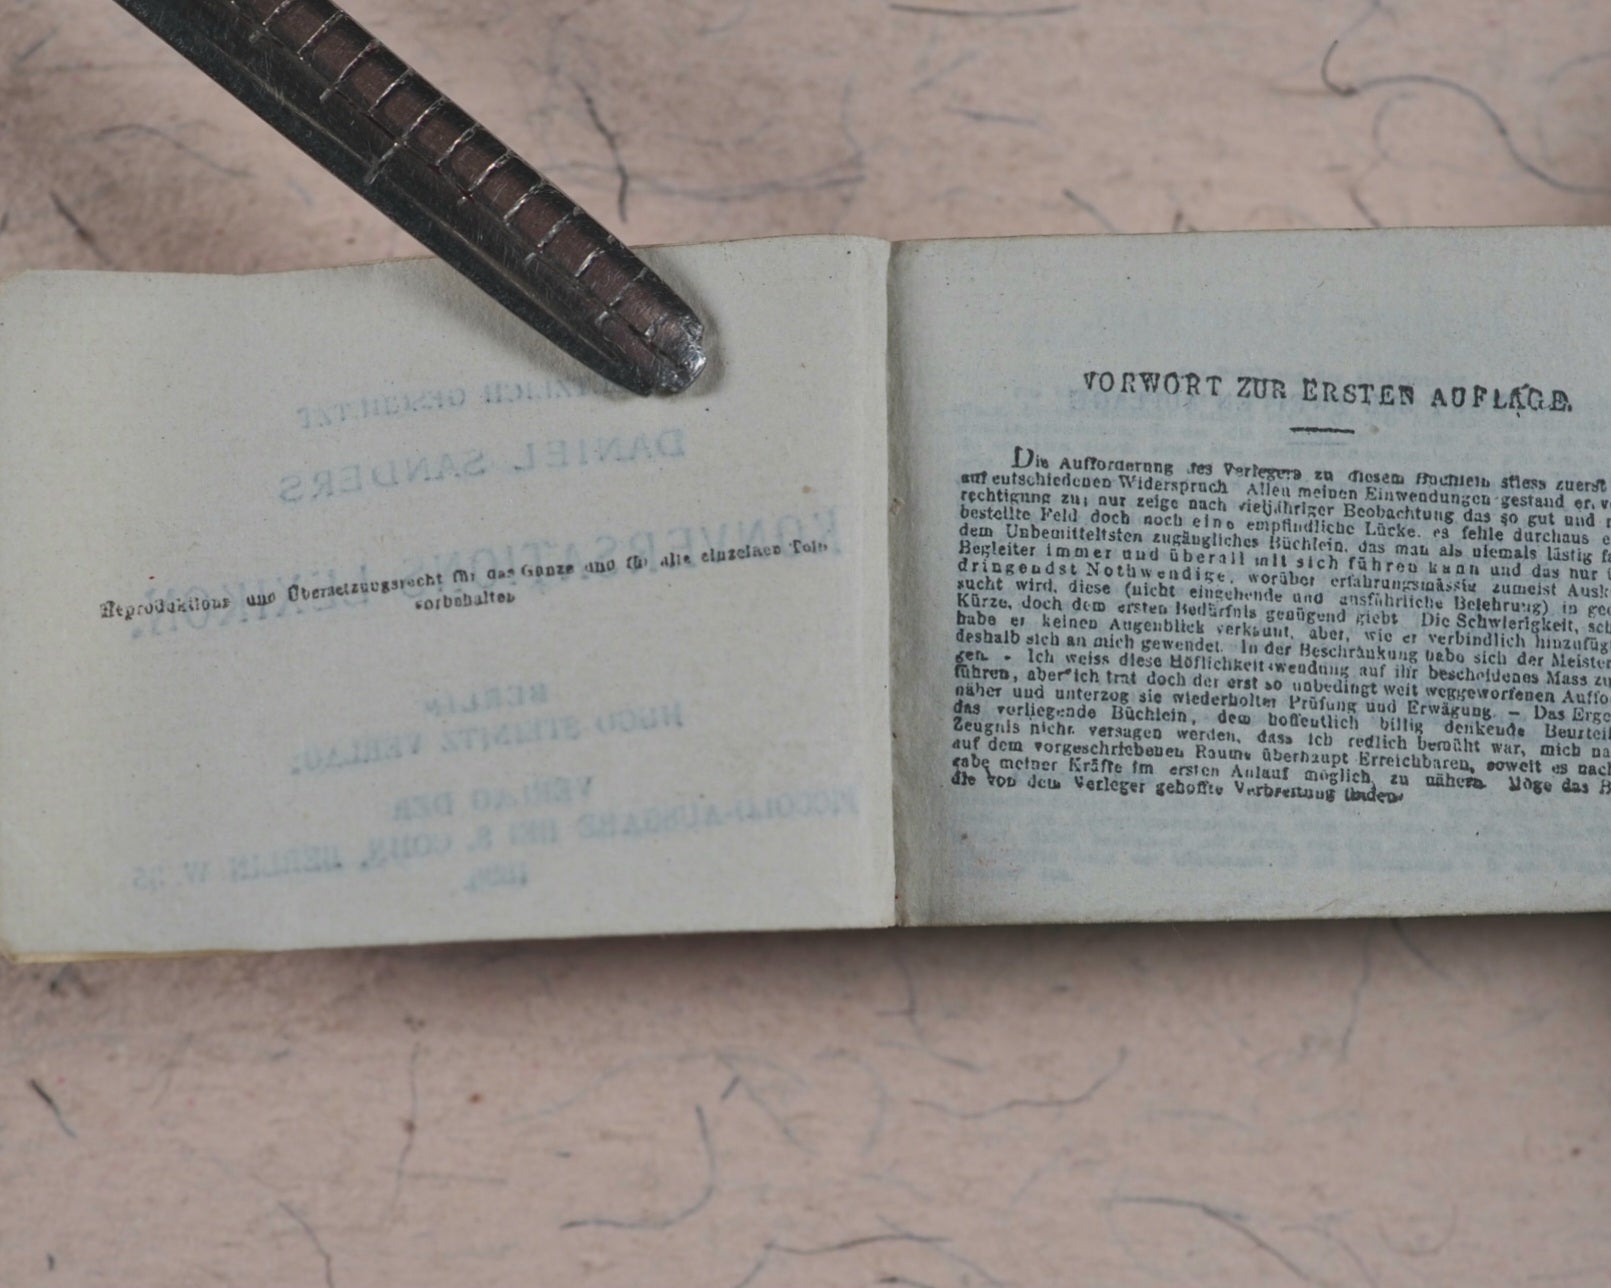 Reproduktions- und Übersetzungsrecht für das Ganze und für alle einzelnen Teile
vorbehalten
VORWORT ZUR ERSTEN AUFLAGE.
Die Aufforderung des Verlegers zu diesem Büchlein stiess zuerst
auf entschiedenen Widerspruch Allen meinen Einwendungen gestand er
rechtigung zu; nur zeige nach vieljähriger Beobachtung das so gut und
bestellte Feld doch noch eine empfindliche Lücke. es fehle durchaus
dem Unbemitteltsten zugängliches Büchlein, das man als niemals lästig
Begleiter immer und überall mit sich führen kann und das nur
dringendst Nothwendige, worüber erfahrungsmässig zumeist Ausk
sucht wird, diese (nicht eingehende und ausführliche Belehrung) in
Kürze, doch dem ersten Bedürfnis genügend giebt Die Schwierigkeit,
habe er keinen Augenblick verkannt, aber, wie er verbindlich hinzufüg
deshalb sich an mich gewendet. In der Beschränkung habe sich der Meister
gen. - Ich weiss diese Höflichkeitswendung auf ihr bescheidenes Mass zu
führen, aber ich trat doch der erst so unbedingt weit weggeworfenen Auffo
näher und unterzog sie wiederholter Prüfung und Erwägung. – Das Erge
das vorliegende Büchlein, dem hoffentlich billig denkende Beurteil
Zeugnis nicht versagen werden, dass ich redlich bemüht war, mich
auf dem vorgeschriebenen Raume überhaupt Erreichbaren, soweit es nach
gabe meiner Kräfte im ersten Anlauf möglich, zu nähern Möge das B
die von dem Verleger gehoffte Verbreitung finden